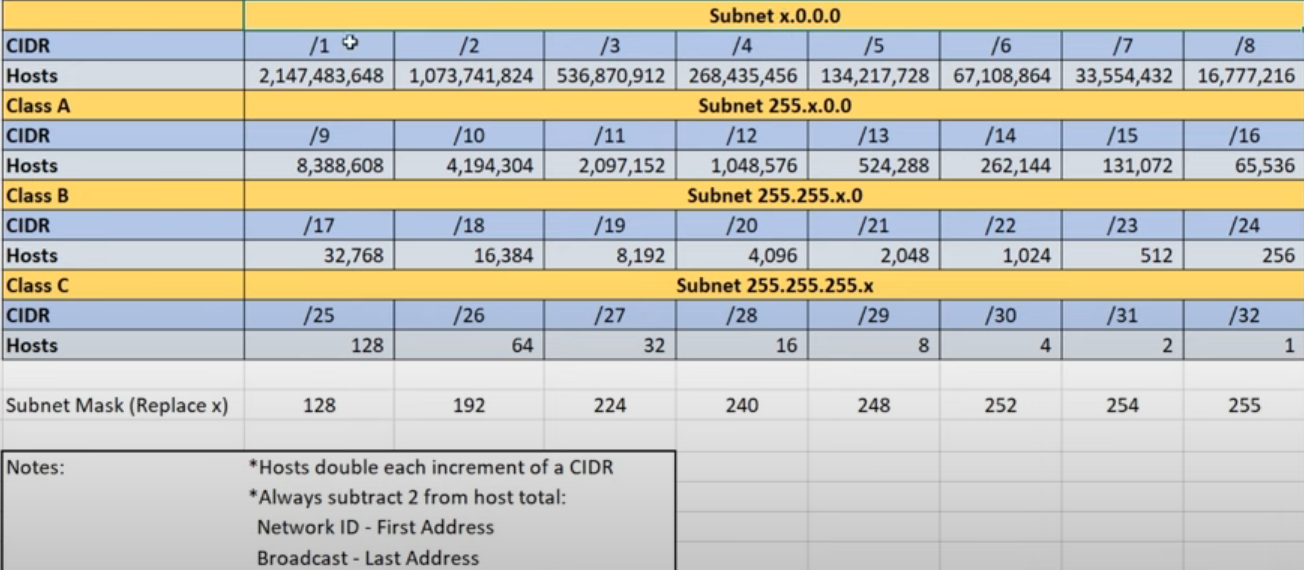 Subnet x.0.0.0
CIDR /1 /2 /3 /4 /5 /6 /7 /8
Hosts 2,147,483,648 1,073,741,824 536,870,912 268,435,456 134,217,728 67,108,864 33,554,432 16,777,216
Class A Subnet 255.x.0.0
CIDR /9 /10 /11 /12 /13 /14 /15 /16
Hosts 8,388,608 4,194,304 2,097,152 1,048,576 524,288 262,144 131,072 65,536
Class B Subnet 255.255.x.0
CIDR /17 /18 /19 /20 /21 /22 /23 /24
Hosts 32,768 16,384 8,192 4,096 2,048 1,024 512 256
Class C Subnet 255.255.255.x
CIDR /25 /26 /27 /28 /29 /30 /31 /32
Hosts 128 64 32 16 8 4 2 1
Subnet Mask (Replace x) 128 192 224 240 248 252 254 255
Notes: *Hosts double each increment of a CIDR
*Always subtract 2 from host total:
Network ID - First Address
Broadcast - Last Address